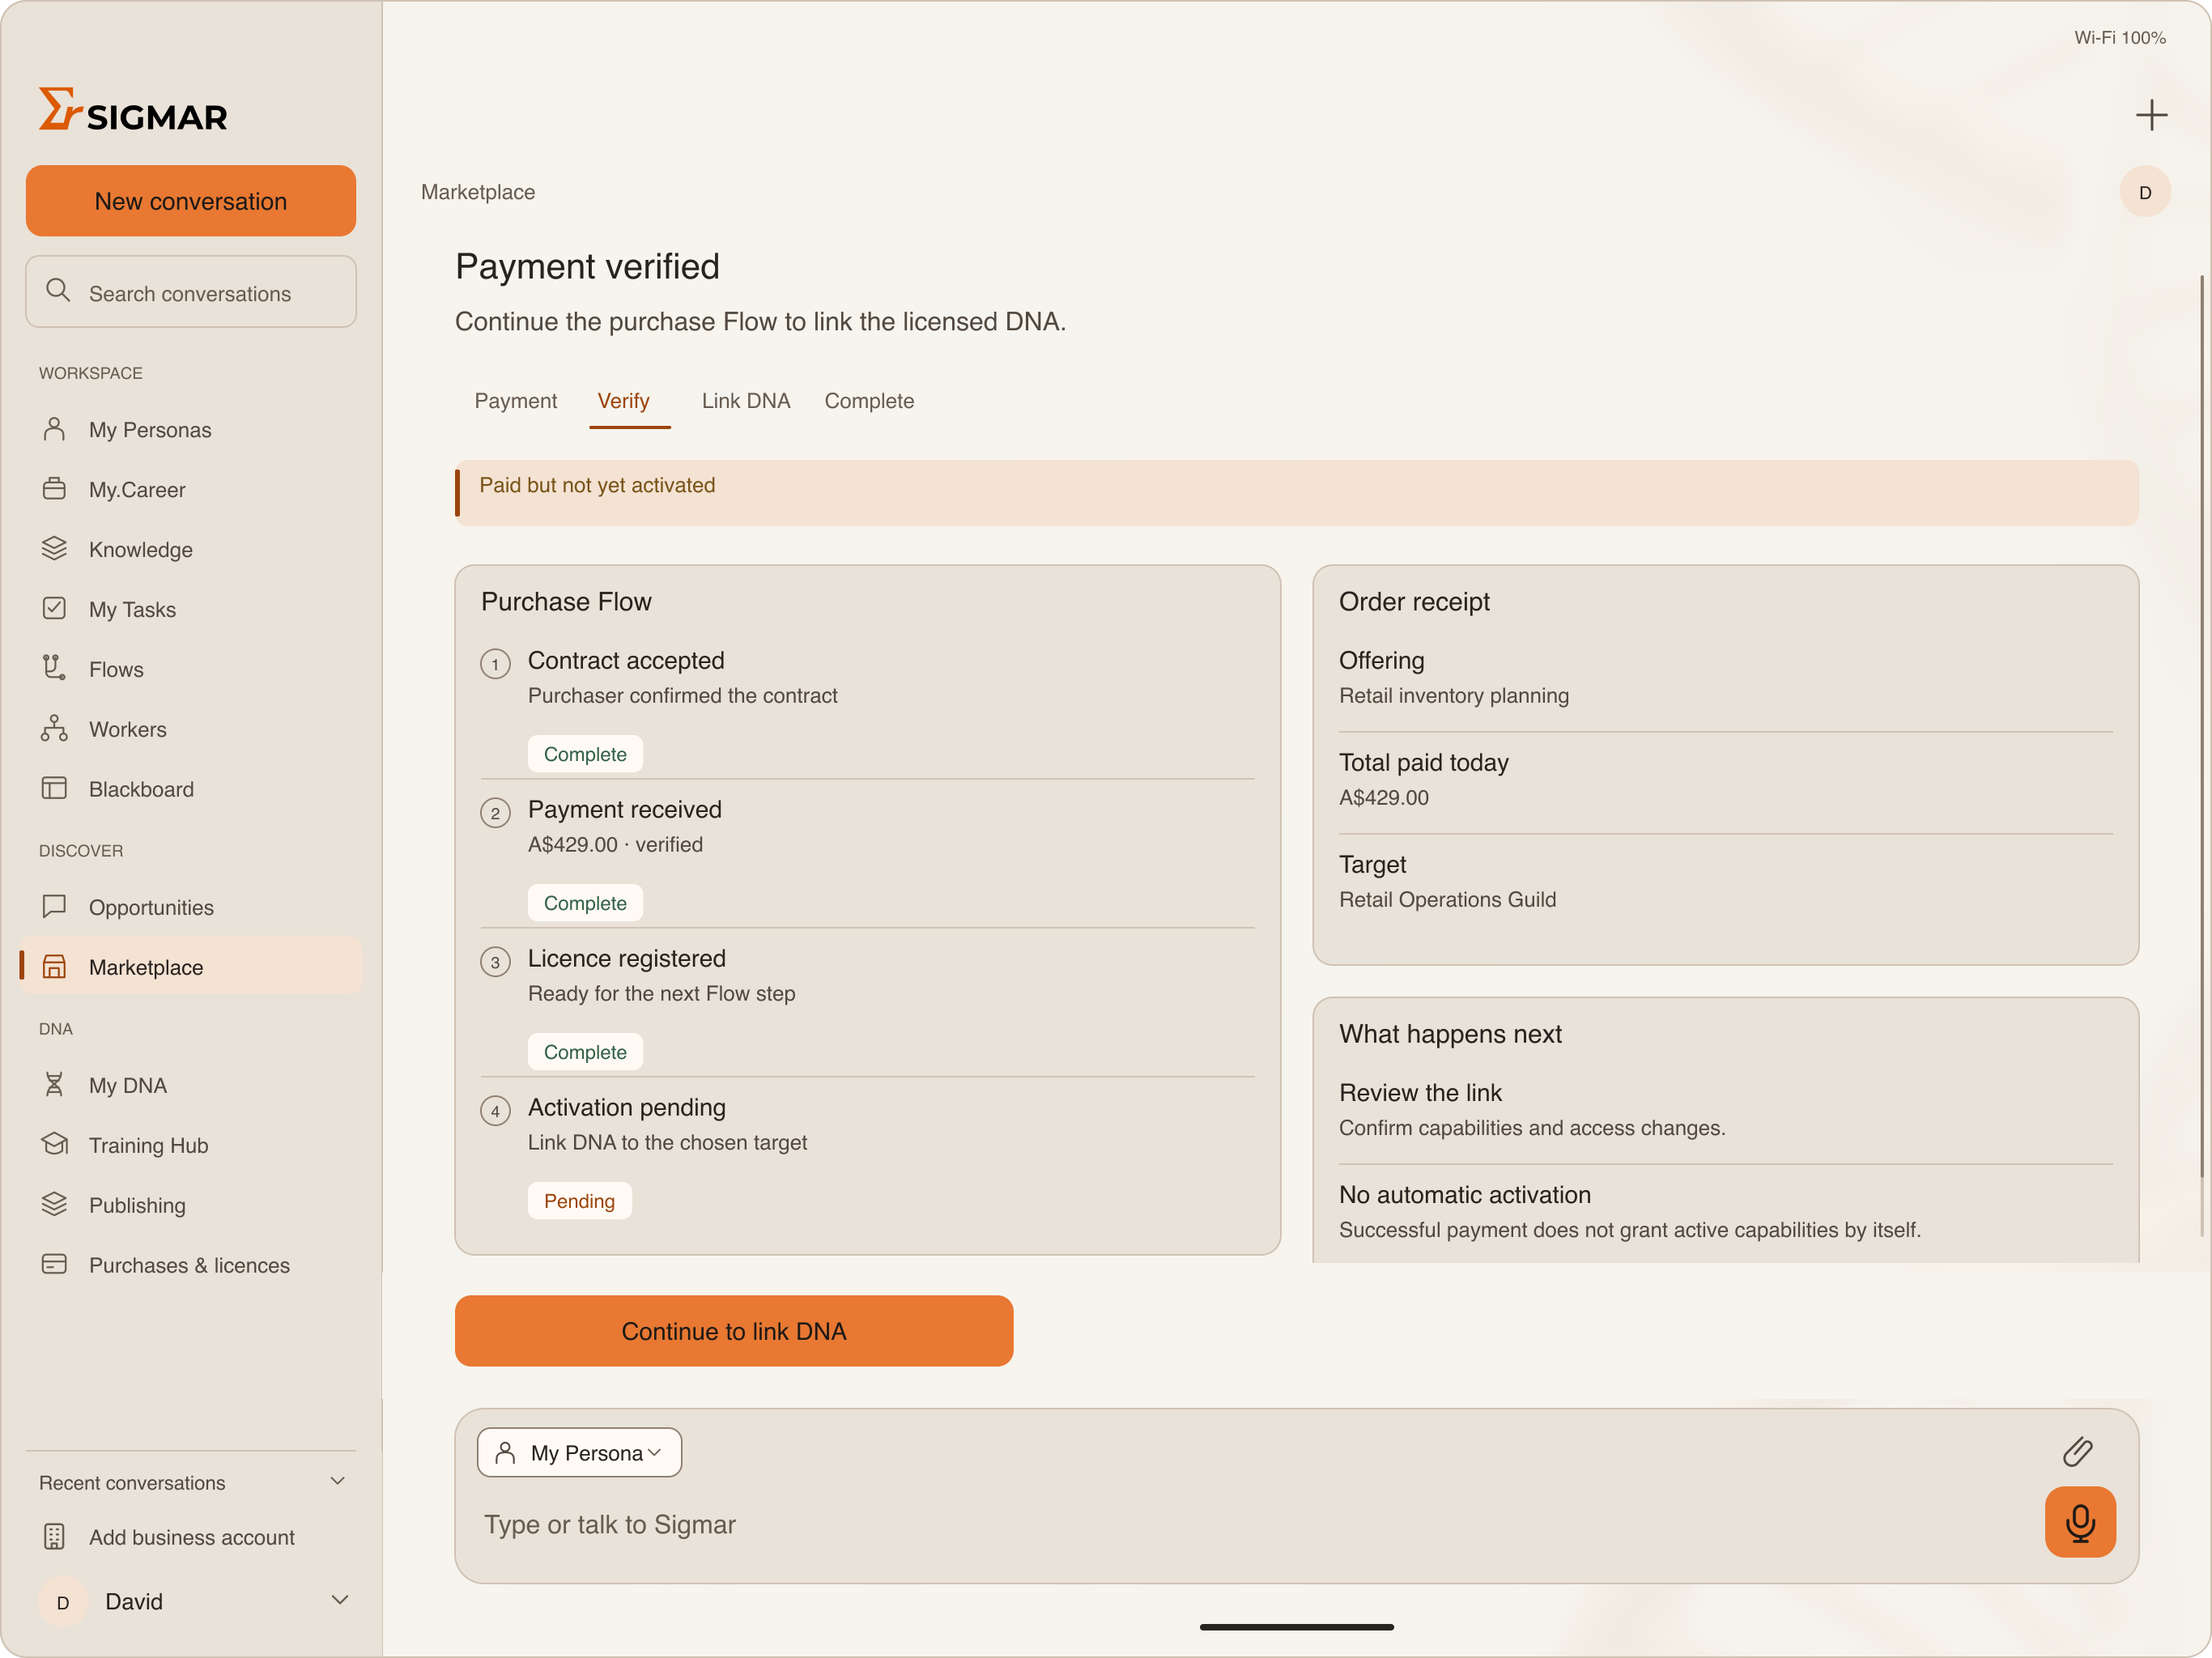 Wi-Fi 100%
Σr SIGMAR
New conversation
Search conversations
WORKSPACE
My Personas
My.Career
Knowledge
My Tasks
Flows
Workers
Blackboard
DISCOVER
Opportunities
Marketplace
DNA
My DNA
Training Hub
Publishing
Purchases & licences
Recent conversations
Add business account
D
David
Marketplace
D
Payment verified
Continue the purchase Flow to link the licensed DNA.
Payment
Verify
Link DNA
Complete
Paid but not yet activated
Purchase Flow
1
Contract accepted
Purchaser confirmed the contract
Complete
2
Payment received
A$429.00 · verified
Complete
3
Licence registered
Ready for the next Flow step
Complete
4
Activation pending
Link DNA to the chosen target
Pending
Order receipt
Offering
Retail inventory planning
Total paid today
A$429.00
Target
Retail Operations Guild
What happens next
Review the link
Confirm capabilities and access changes.
No automatic activation
Successful payment does not grant active capabilities by itself.
Continue to link DNA
My Persona
Type or talk to Sigmar